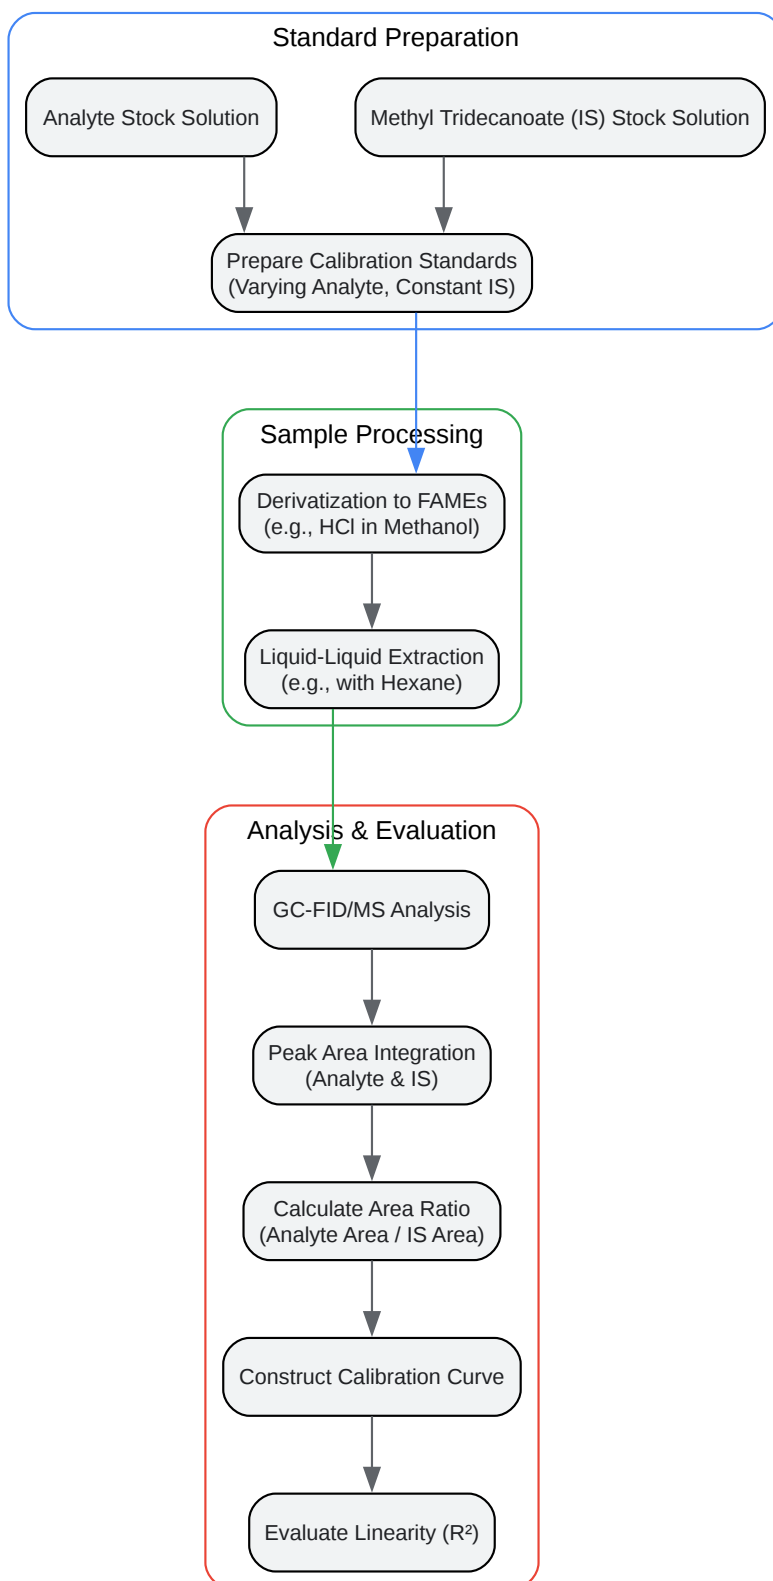 Standard Preparation
Analyte Stock Solution
Methyl Tridecanoate (IS) Stock Solution
Prepare Calibration Standards
(Varying Analyte, Constant IS)
Sample Processing
Derivatization to FAMEs
(e.g., HCl in Methanol)
Liquid-Liquid Extraction
(e.g., with Hexane)
Analysis & Evaluation
GC-FID/MS Analysis
Peak Area Integration
(Analyte & IS)
Calculate Area Ratio
(Analyte Area / IS Area)
Construct Calibration Curve
Evaluate Linearity (R²)